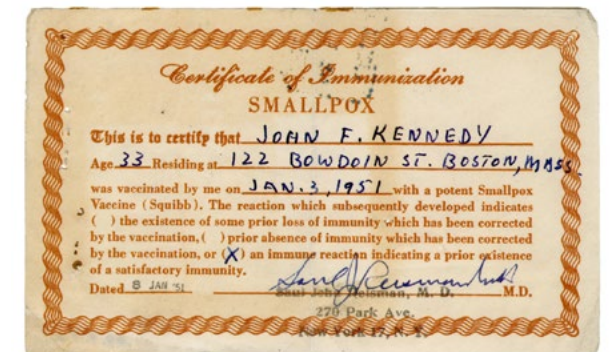 Certificate of Immunization
SMALLPOX
This is to certify that JOHN F. KENNEDY
Age 33 Residing at 122 BOWDOIN ST. BOSTON, MASS.
was vaccinated by me on JAN. 3, 1951 with a potent Smallpox
Vaccine (Squibb). The reaction which subsequently developed indicates
( ) the existence of some prior loss of immunity which has been corrected
by the vaccination, ( ) prior absence of immunity which has been corrected
by the vaccination, or (X) an immune reaction indicating a prior existence
of a satisfactory immunity.
Dated 8 JAN '51 M.D.
Saul John Reisman, M. D.
270 Park Ave.
New York 17, N. Y.